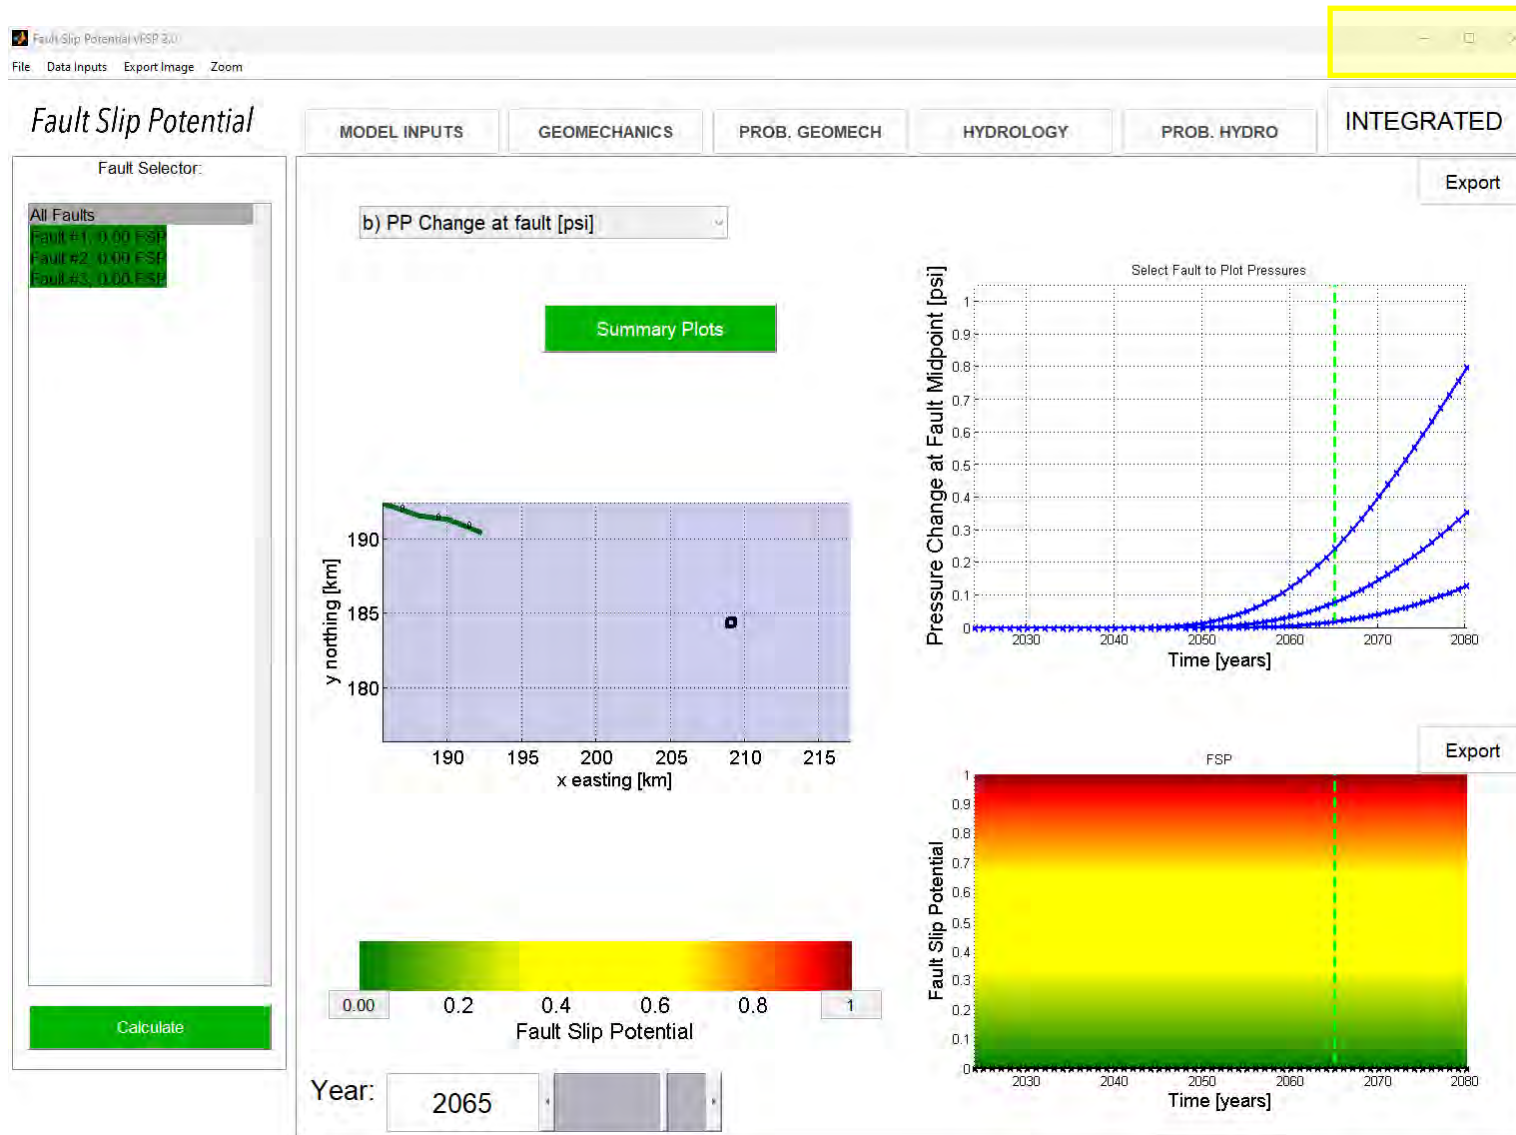 Fault Slip Potential vFSP 2.0
File Data Inputs Export Image Zoom
Fault Slip Potential
MODEL INPUTS
GEOMECHANICS
PROB. GEOMECH
HYDROLOGY
PROB. HYDRO
INTEGRATED
Fault Selector:
All Faults
Fault #1, 0.00 FSP
Fault #2, 0.00 FSP
Fault #3, 0.00 FSP
Calculate
Export
b) PP Change at fault [psi]
Summary Plots
190
185
180
y northing [km]
190 195 200 205 210 215
x easting [km]
0.00 0.2 0.4 0.6 0.8 1
Fault Slip Potential
Year: 2065
Select Fault to Plot Pressures
Pressure Change at Fault Midpoint [psi]
1
0.9
0.8
0.7
0.6
0.5
0.4
0.3
0.2
0.1
0
2030 2040 2050 2060 2070 2080
Time [years]
Export
FSP
Fault Slip Potential
1
0.9
0.8
0.7
0.6
0.5
0.4
0.3
0.2
0.1
0
2030 2040 2050 2060 2070 2080
Time [years]